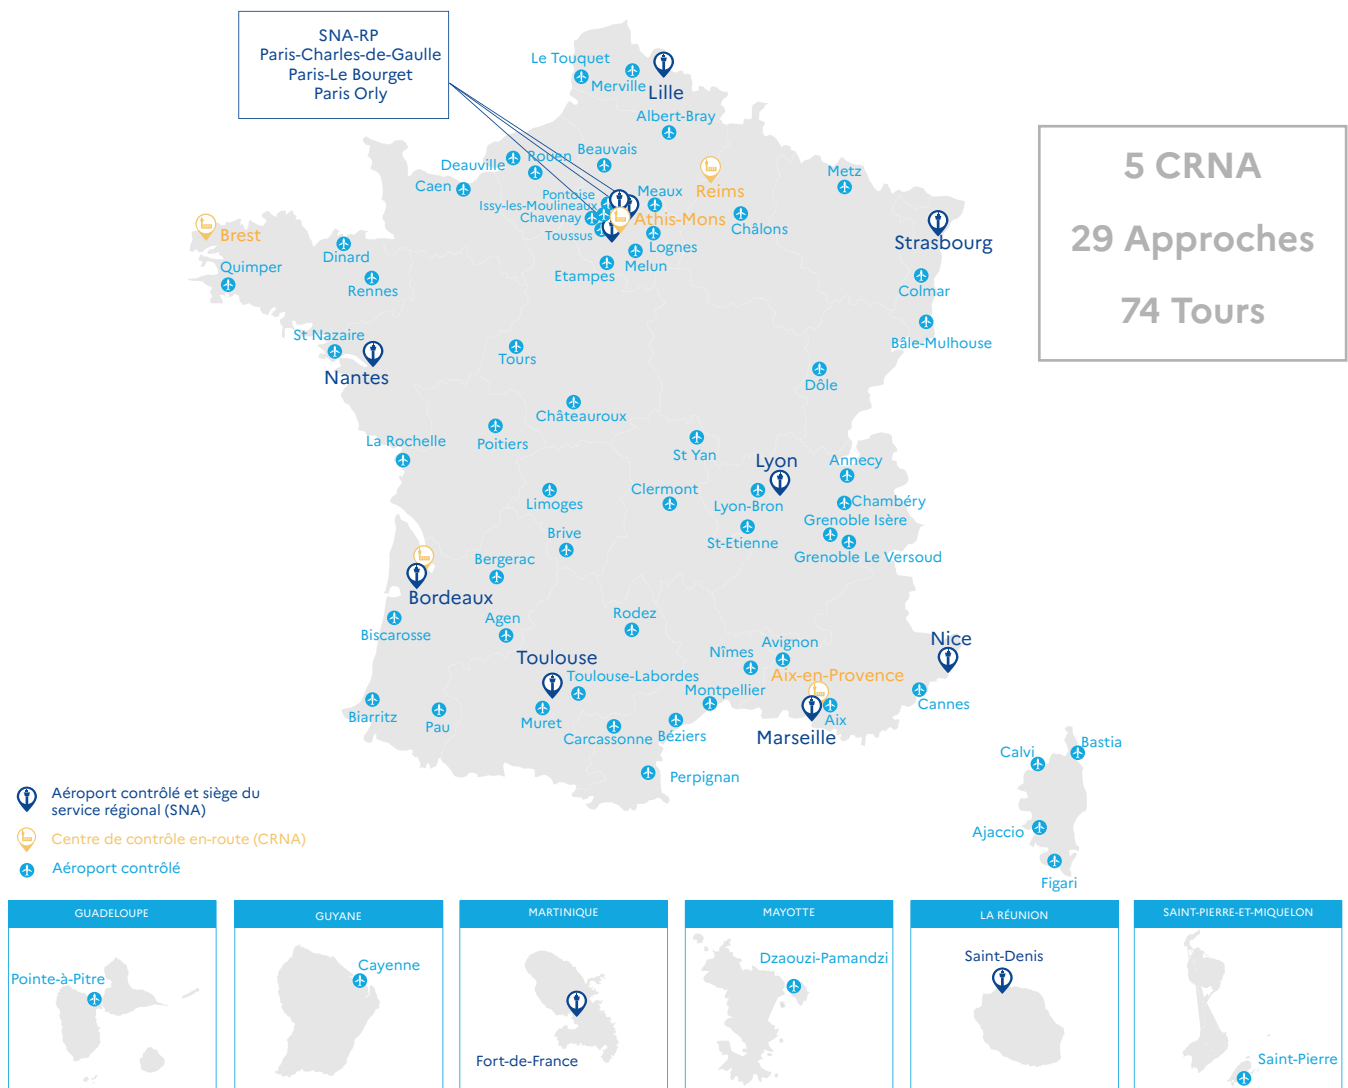 SNA-RP
Paris-Charles-de-Gaulle
Paris-Le Bourget
Paris Orly
Le Touquet
Merville
Lille
Albert-Bray
5 CRNA
29 Approches
74 Tours
Deauville
Rouen
Beauvais
Caen
Reims
Metz
Pontoise
Meaux
Issy-les-Moulineaux
Chavenay
Athis-Mons
Châlons
Toussus
Lognes
Strasbourg
Brest
Dinard
Melun
Etampes
Quimper
Rennes
Colmar
St Nazaire
Bâle-Mulhouse
Nantes
Tours
Dôle
Châteauroux
La Rochelle
Poitiers
St Yan
Lyon
Annecy
Limoges
Clermont
Lyon-Bron
Chambéry
Grenoble Isère
Brive
St-Etienne
Grenoble Le Versoud
Bergerac
Bordeaux
Biscarosse
Agen
Rodez
Nice
Avignon
Nîmes
Toulouse
Toulouse-Labordes
Aix-en-Provence
Montpellier
Cannes
Biarritz
Pau
Muret
Carcassonne
Béziers
Aix
Marseille
Perpignan
Calvi
Bastia
Ajaccio
Figari
Aéroport contrôlé et siège du
service régional (SNA)
Centre de contrôle en-route (CRNA)
Aéroport contrôlé
GUADELOUPE
GUYANE
MARTINIQUE
MAYOTTE
LA RÉUNION
SAINT-PIERRE-ET-MIQUELON
Pointe-à-Pitre
Cayenne
Fort-de-France
Dzaouzi-Pamandzi
Saint-Denis
Saint-Pierre